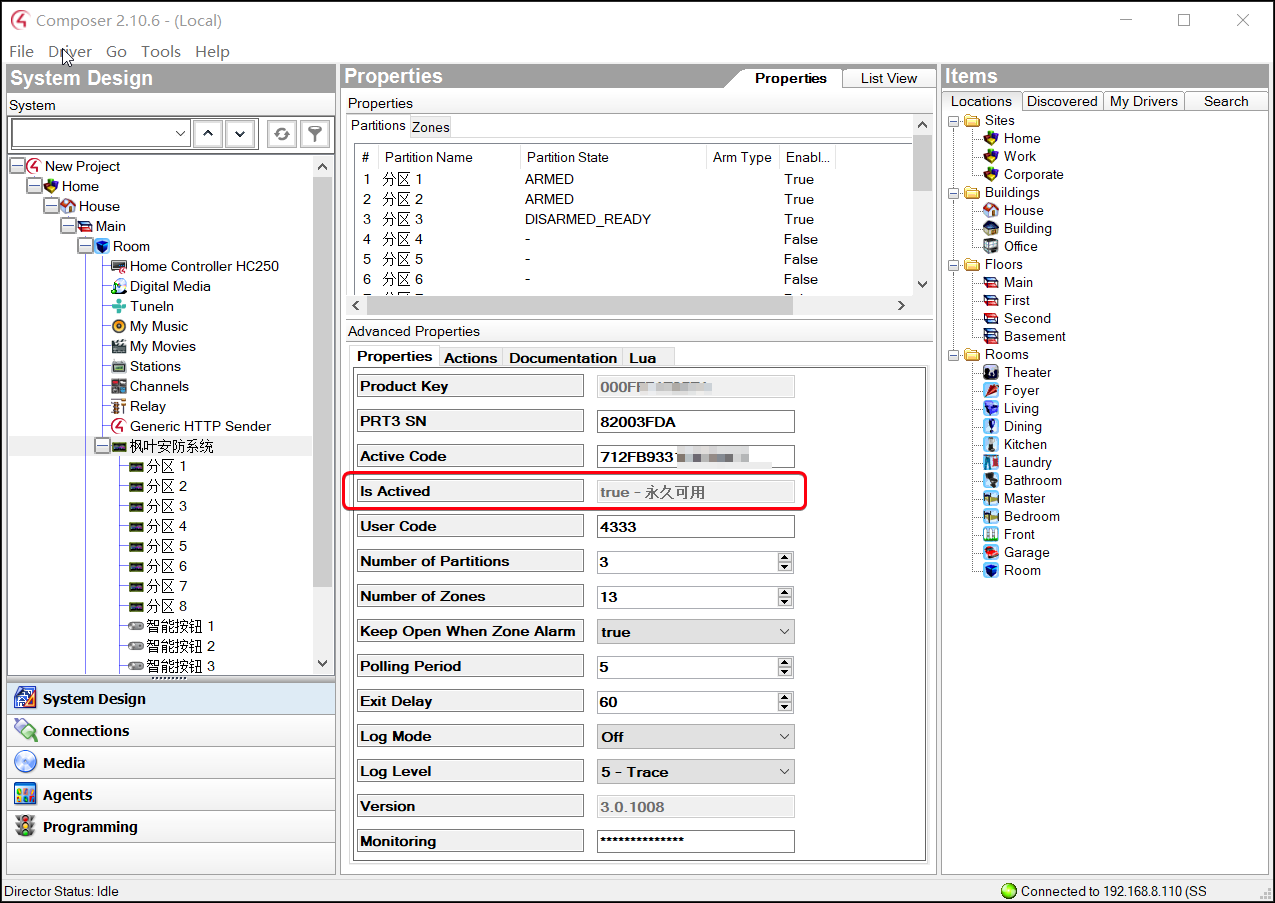 Composer 2.10.6 - (Local)
File Driver Go Tools Help
System Design
System
New Project
Home
House
Main
Room
Home Controller HC250
Digital Media
TuneIn
My Music
My Movies
Stations
Channels
Relay
Generic HTTP Sender
枫叶安防系统
分区 1
分区 2
分区 3
分区 4
分区 5
分区 6
分区 7
分区 8
智能按钮 1
智能按钮 2
智能按钮 3
System Design
Connections
Media
Agents
Programming
Properties
Properties List View
Properties
Partitions Zones
# Partition Name Partition State Arm Type Enabl...
1 分区 1 ARMED True
2 分区 2 ARMED True
3 分区 3 DISARMED_READY True
4 分区 4 - False
5 分区 5 - False
6 分区 6 - False
Advanced Properties
Properties Actions Documentation Lua
Product Key
PRT3 SN 82003FDA
Active Code
Is Actived true - 永久可用
User Code 4333
Number of Partitions 3
Number of Zones 13
Keep Open When Zone Alarm true
Polling Period 5
Exit Delay 60
Log Mode Off
Log Level 5 - Trace
Version 3.0.1008
Monitoring **************
Items
Locations Discovered My Drivers Search
Sites
Home
Work
Corporate
Buildings
House
Building
Office
Floors
Main
First
Second
Basement
Rooms
Theater
Foyer
Living
Dining
Kitchen
Laundry
Bathroom
Master
Bedroom
Front
Garage
Room
Director Status: Idle
Connected to 192.168.8.110 (SS